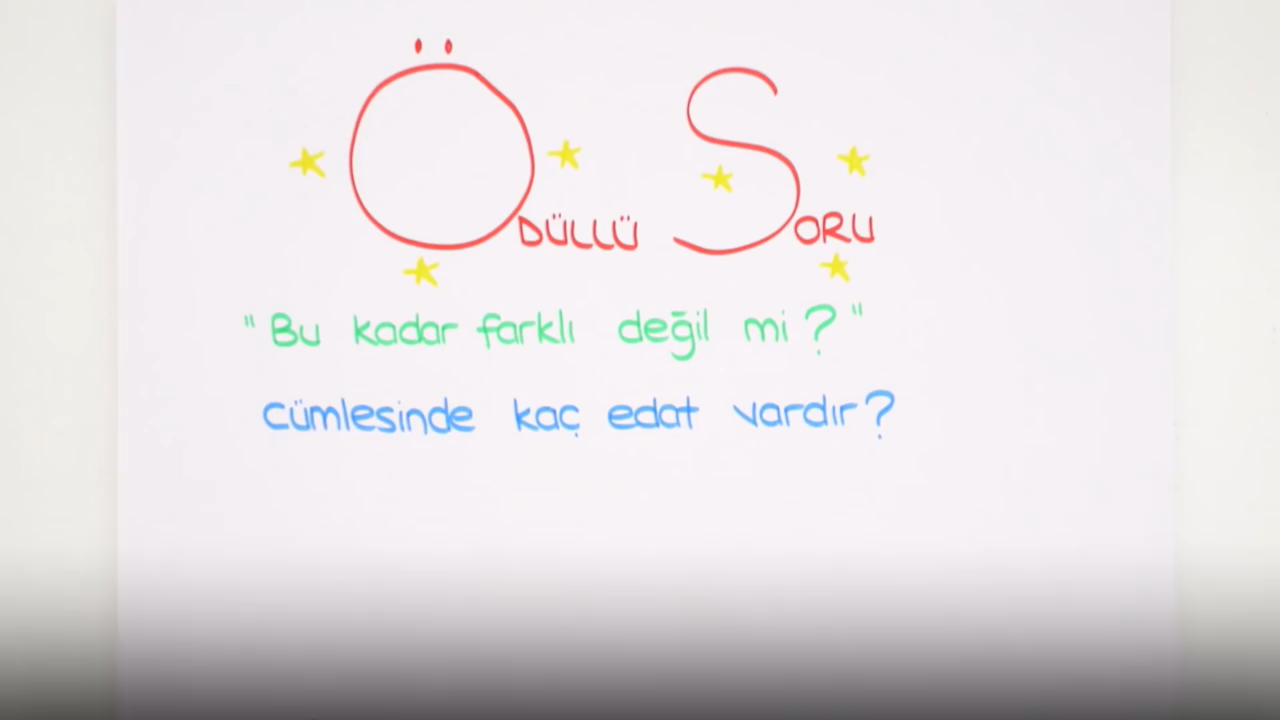 ÖDÜLLÜ SORU
"Bu kadar farklı değil mi?"
cümlesinde kaç edat vardır?